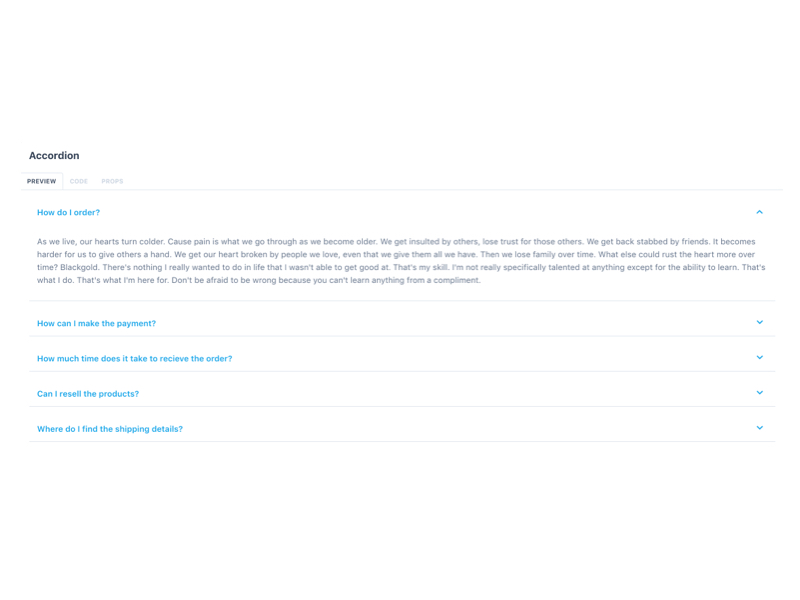 Accordion
PREVIEW CODE PROPS
How do I order?
As we live, our hearts turn colder. Cause pain is what we go through as we become older. We get insulted by others, lose trust for those others. We get back stabbed by friends. It becomes
harder for us to give others a hand. We get our heart broken by people we love, even that we give them all we have. Then we lose family over time. What else could rust the heart more over
time? Blackgold. There's nothing I really wanted to do in life that I wasn't able to get good at. That's my skill. I'm not really specifically talented at anything except for the ability to learn. That's
what I do. That's what I'm here for. Don't be afraid to be wrong because you can't learn anything from a compliment.
How can I make the payment?
How much time does it take to recieve the order?
Can I resell the products?
Where do I find the shipping details?